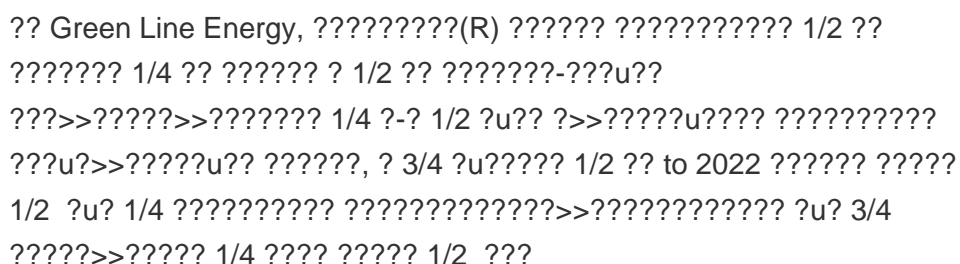 ?? Green Line Energy, ?????????(R) ?????? ??????????? 1/2 ??
??????? 1/4 ?? ?????? ? 1/2 ?? ???????-???u??
???>>?????>>??????? 1/4 ?-? 1/2 ?u?? ?>>?????u???? ??????????
???u?>>?????u?? ??????, ? 3/4 ?u????? 1/2 ?? to 2022 ?????? ?????
1/2  ?u? 1/4 ?????????? ?????????????>>???????????? ?u? 3/4
?????>>????? 1/4 ???? ????? 1/2  ???